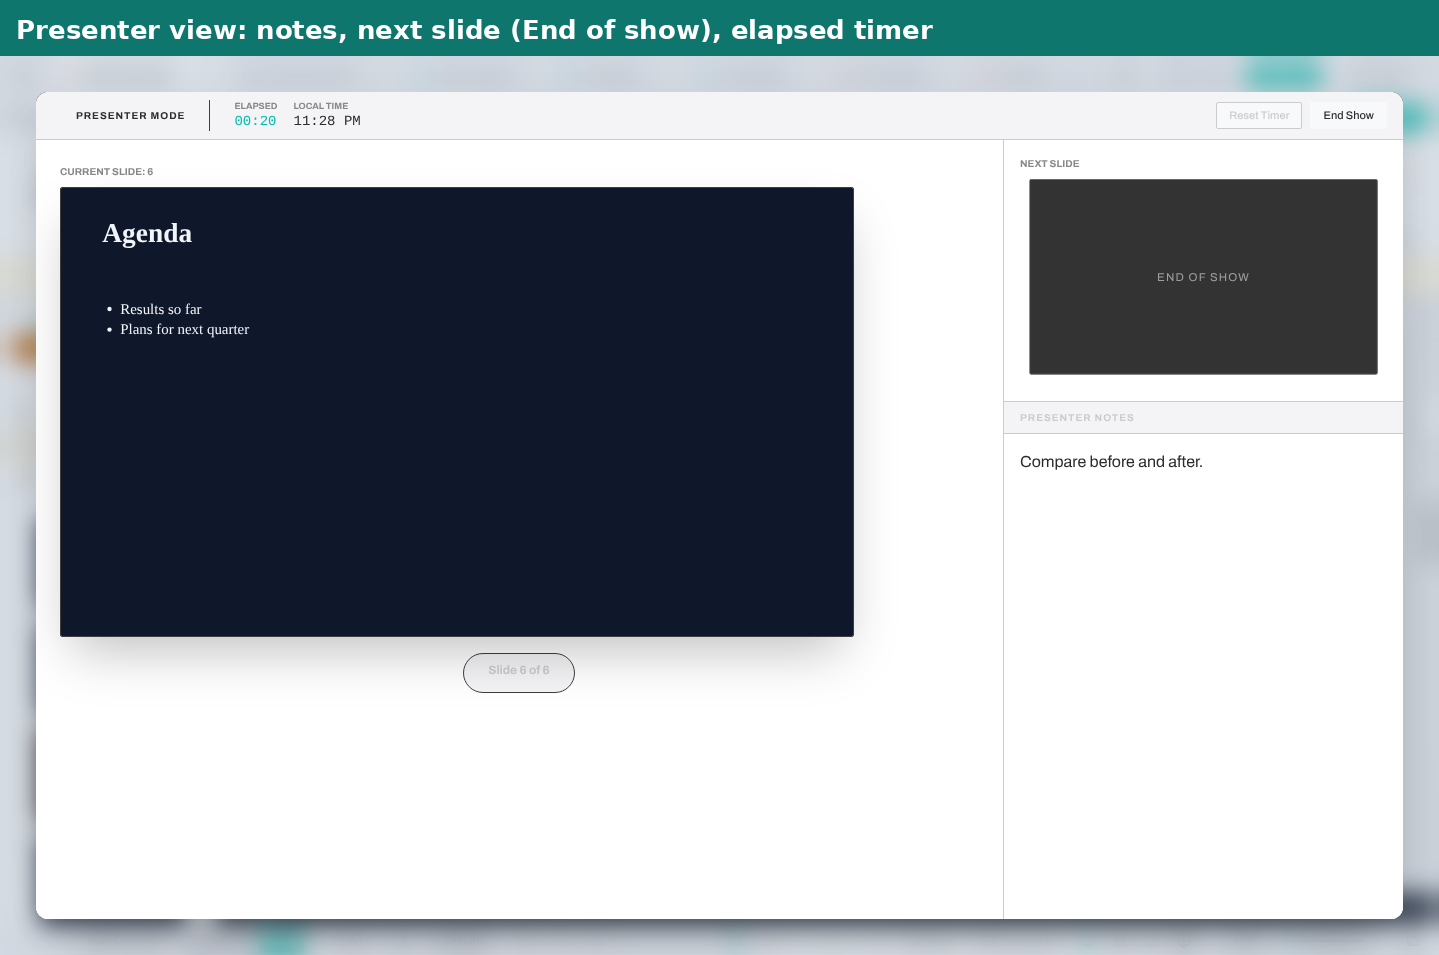 Presenter view: notes, next slide (End of show), elapsed timer
PRESENTER MODE
ELAPSED
00:20
LOCAL TIME
11:28 PM
Reset Timer
End Show
CURRENT SLIDE: 6
Agenda
• Results so far
• Plans for next quarter
Slide 6 of 6
NEXT SLIDE
END OF SHOW
PRESENTER NOTES
Compare before and after.